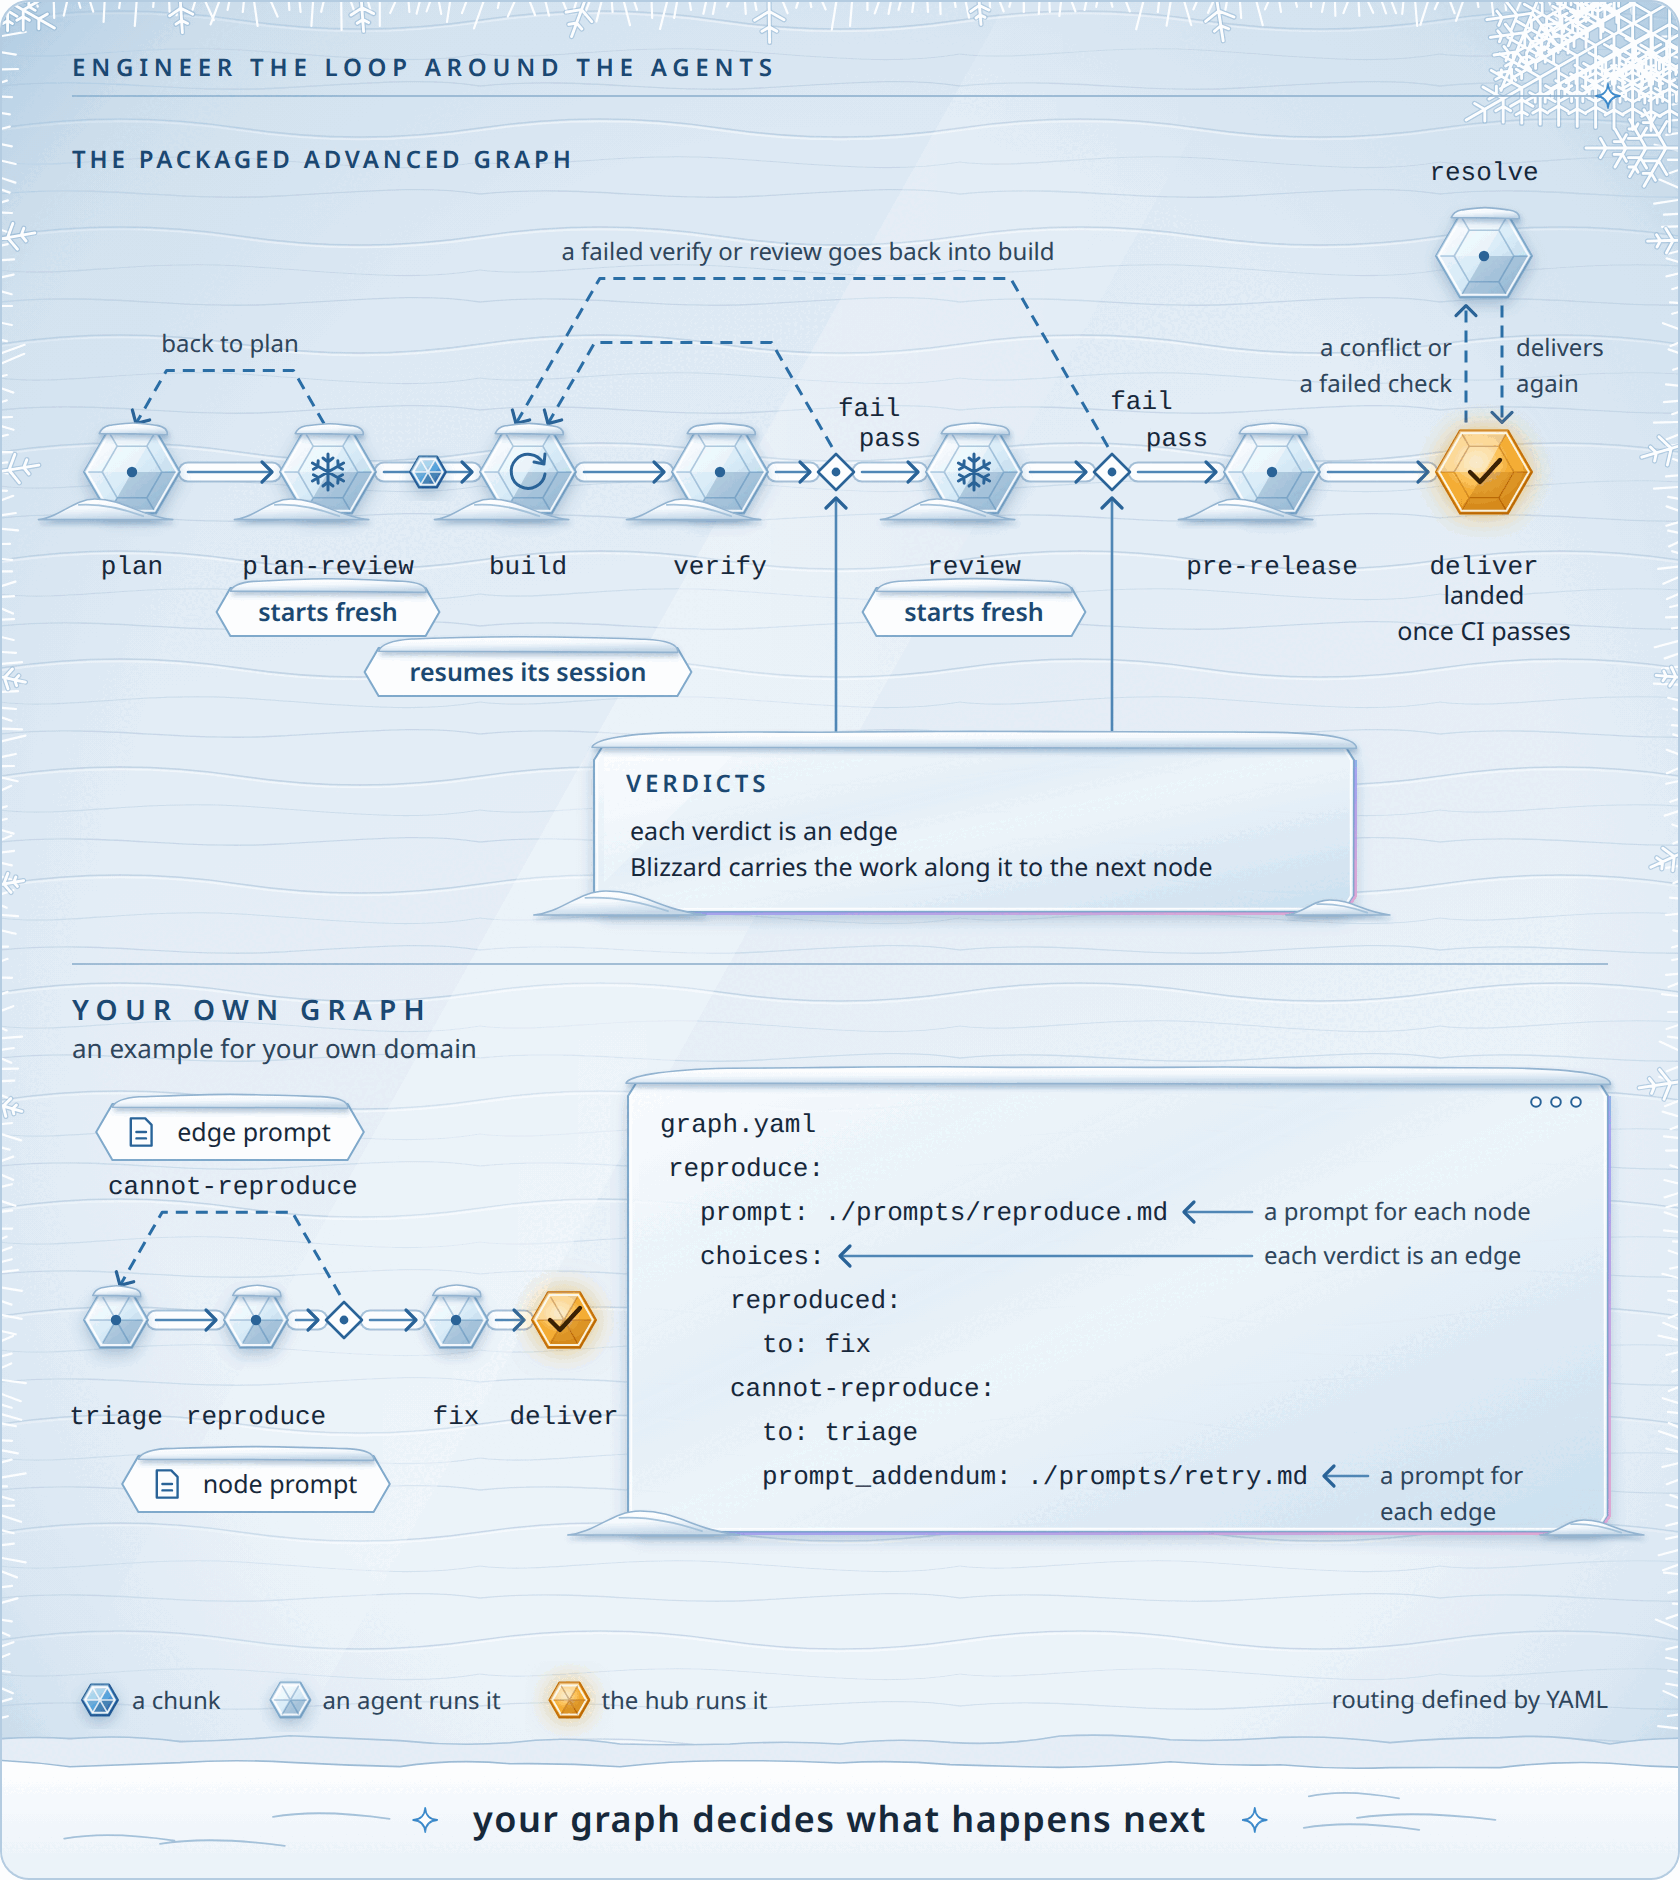 ENGINEER THE LOOP AROUND THE AGENTS
THE PACKAGED ADVANCED GRAPH
resolve
a failed verify or review goes back into build
back to plan
a conflict or
a failed check
delivers
again
fail
pass
fail
pass
plan
plan-review
build
verify
review
pre-release
deliver
landed
once CI passes
starts fresh
starts fresh
resumes its session
VERDICTS
each verdict is an edge
Blizzard carries the work along it to the next node
YOUR OWN GRAPH
an example for your own domain
edge prompt
cannot-reproduce
triage
reproduce
fix
deliver
node prompt
graph.yaml
reproduce:
prompt: ./prompts/reproduce.md
a prompt for each node
choices:
each verdict is an edge
reproduced:
to: fix
cannot-reproduce:
to: triage
prompt_addendum: ./prompts/retry.md
a prompt for
each edge
a chunk
an agent runs it
the hub runs it
routing defined by YAML
your graph decides what happens next